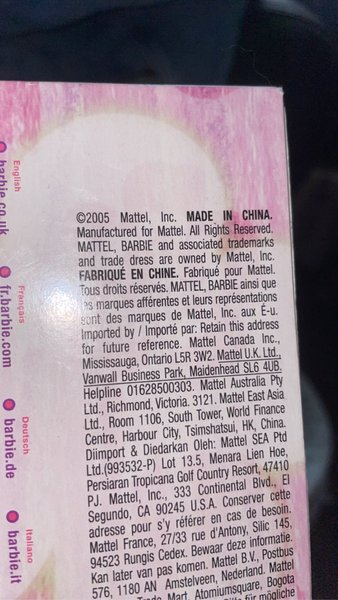 ©2005 Mattel, Inc. MADE IN CHINA.
Manufactured for Mattel. All Rights Reserved.
MATTEL, BARBIE and associated trademarks
and trade dress are owned by Mattel, Inc.
FABRIQUÉ EN CHINE. Fabriqué pour Mattel.
Tous droits réservés. MATTEL, BARBIE ainsi que
les marques afférentes et leurs représentations
sont des marques de Mattel, Inc. aux É-u.
Imported by / Importé par: Retain this address
for future reference. Mattel Canada Inc.,
Mississauga, Ontario L5R 3W2. Mattel U.K. Ltd.,
Vanwall Business Park, Maidenhead SL6 4UB.
Helpline 01628500303. Mattel Australia Pty
Ltd., Richmond, Victoria. 3121. Mattel East Asia
Ltd., Room 1106, South Tower, World Finance
Centre, Harbour City, Tsimshatsui, HK, China.
Diimport & Diedarkan Oleh: Mattel SEA Ptd
Ltd.(993532-P) Lot 13.5, Menara Lien Hoe,
Persiaran Tropicana Golf Country Resort, 47410
PJ. Mattel, Inc., 333 Continental Blvd., El
Segundo, CA 90245 U.S.A. Conserver cette
adresse pour s'y référer en cas de besoin.
Mattel France, 27/33 rue d'Antony, Silic 145,
94523 Rungis Cedex. Bewaar deze informatie.
Kan later van pas komen. Mattel B.V., Postbus
576, 1180 AN Amstelveen, Nederland. Mattel
Trade Mart, Atomiumsquare, Bogota
für mögliche
English
barbie.co.uk
Français
fr.barbie.com
Deutsch
barbie.de
Italiano
barbie.it